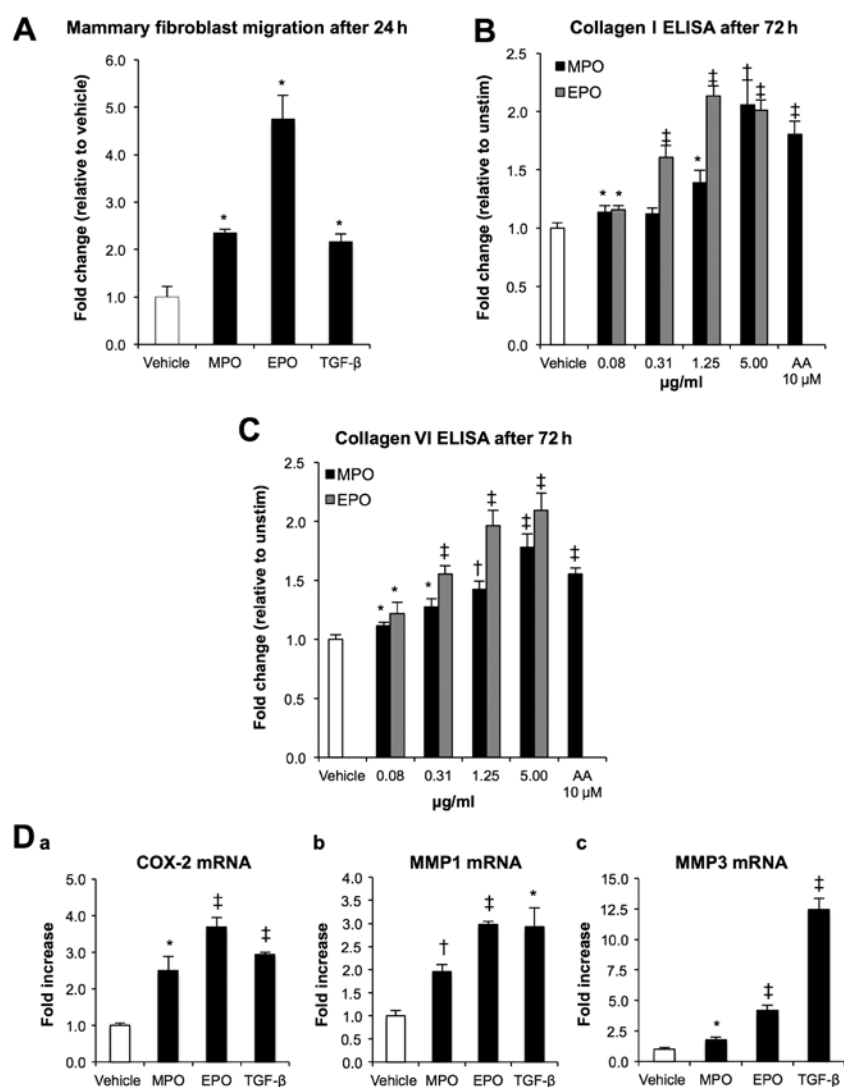 A Mammary fibroblast migration after 24 h
Fold change (relative to vehicle)
6.0
5.0
4.0
3.0
2.0
1.0
0.0
* * *
Vehicle MPO EPO TGF-β
B Collagen I ELISA after 72 h
Fold change (relative to unstim)
2.5
2.0
1.5
1.0
0.5
0.0
MPO
EPO
* * ‡ * ‡ † ‡ ‡
Vehicle 0.08 0.31 1.25 5.00 AA
10 µM
µg/ml
C Collagen VI ELISA after 72 h
Fold change (relative to unstim)
2.5
2.0
1.5
1.0
0.5
0.0
MPO
EPO
* * * ‡ † ‡ ‡ ‡ ‡
Vehicle 0.08 0.31 1.25 5.00 AA
10 µM
µg/ml
D a COX-2 mRNA
Fold increase
5.0
4.0
3.0
2.0
1.0
0.0
* ‡ ‡
Vehicle MPO EPO TGF-β
b MMP1 mRNA
Fold increase
4.0
3.5
3.0
2.5
2.0
1.5
1.0
0.5
0.0
† ‡ *
Vehicle MPO EPO TGF-β
c MMP3 mRNA
Fold increase
15.0
12.5
10.0
7.5
5.0
2.5
0.0
* ‡ ‡
Vehicle MPO EPO TGF-β